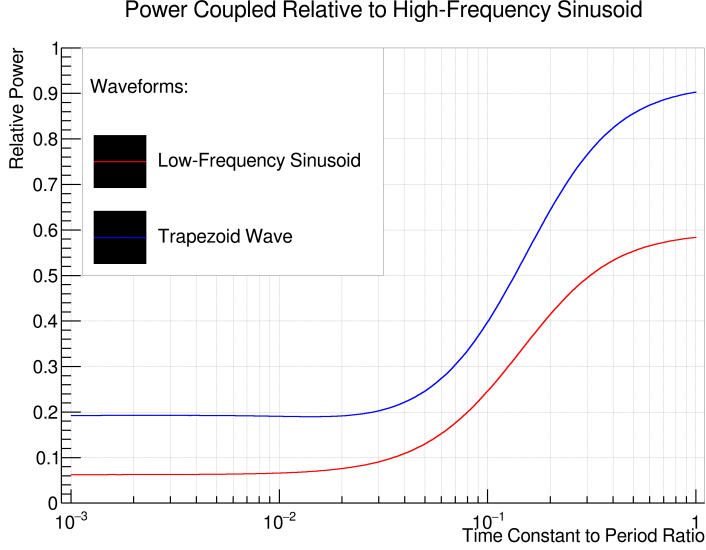 Power Coupled Relative to High-Frequency Sinusoid
Relative Power
1
0.9
0.8
0.7
0.6
0.5
0.4
0.3
0.2
0.1
0
Waveforms:
Low-Frequency Sinusoid
Trapezoid Wave
10⁻³ 10⁻² 10⁻¹ 1
Time Constant to Period Ratio